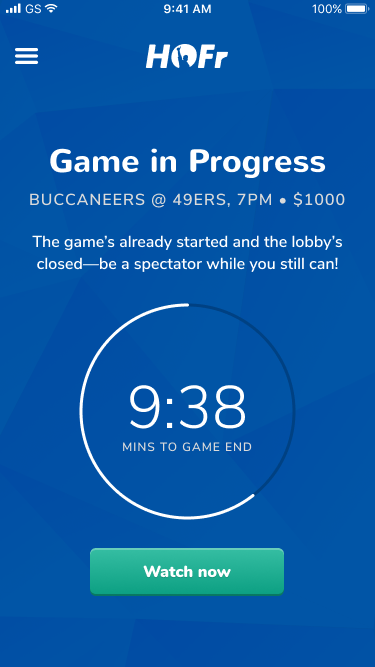 GS 9:41 AM 100%
HOFr
Game in Progress
BUCCANEERS @ 49ERS, 7PM • $1000
The game’s already started and the lobby’s
closed—be a spectator while you still can!
9:38
MINS TO GAME END
Watch now